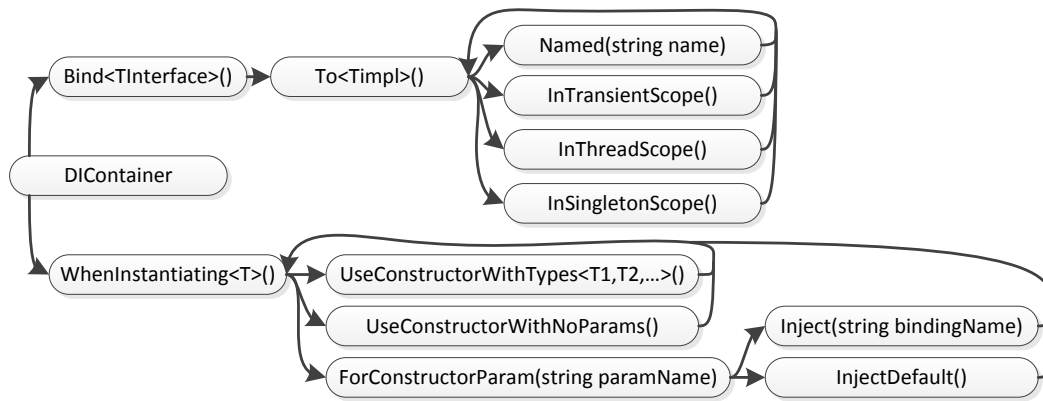 Named(string name)
Bind<TInterface>()
To<Timpl>()
InTransientScope()
InThreadScope()
DIContainer
InSingletonScope()
WhenInstantiating<T>()
UseConstructorWithTypes<T1,T2,...>()
UseConstructorWithNoParams()
Inject(string bindingName)
ForConstructorParam(string paramName)
InjectDefault()